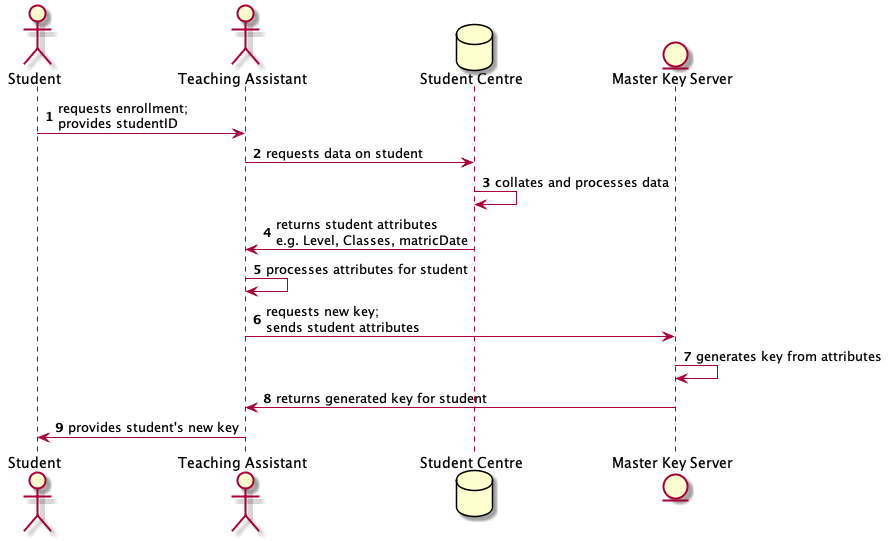 Student
Teaching Assistant
Student Centre
Master Key Server
1 requests enrollment;
provides studentID
2 requests data on student
3 collates and processes data
4 returns student attributes
e.g. Level, Classes, matricDate
5 processes attributes for student
6 requests new key;
sends student attributes
7 generates key from attributes
8 returns generated key for student
9 provides student's new key
Student
Teaching Assistant
Student Centre
Master Key Server